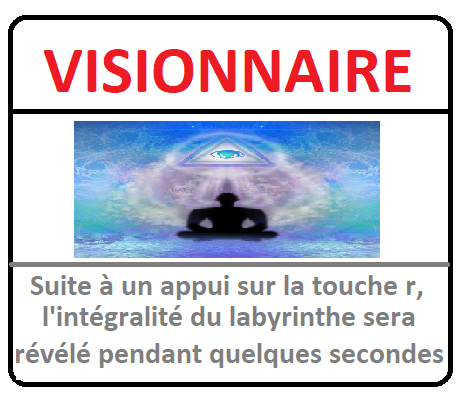 VISIONNAIRE
Suite à un appui sur la touche r,
l'intégralité du labyrinthe sera
révélé pendant quelques secondes